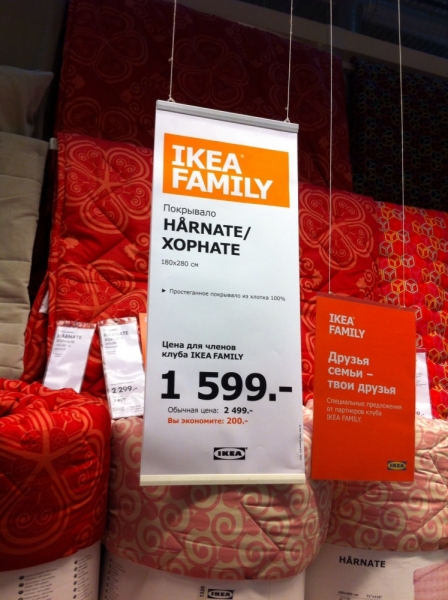 IKEA
FAMILY
Покрывало
HÅRNATE/
ХОРНАТЕ
180x280 см
Простеганное покрывало из хлопка 100%
Цена для членов
клуба IKEA FAMILY
1 599.-
Обычная цена: 2 499.-
Вы экономите: 200.-
IKEA
IKEA
FAMILY
Друзья
семьи –
твои друзья
Специальные предложения
от партнеров клуба
IKEA FAMILY
IKEA
HÅRNATE
HÅRNATE
2 299.-
HÅRNATE